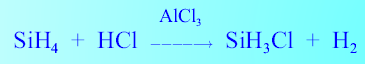 AlCl₃
SiH₄ + HCl ------→ SiH₃Cl + H₂